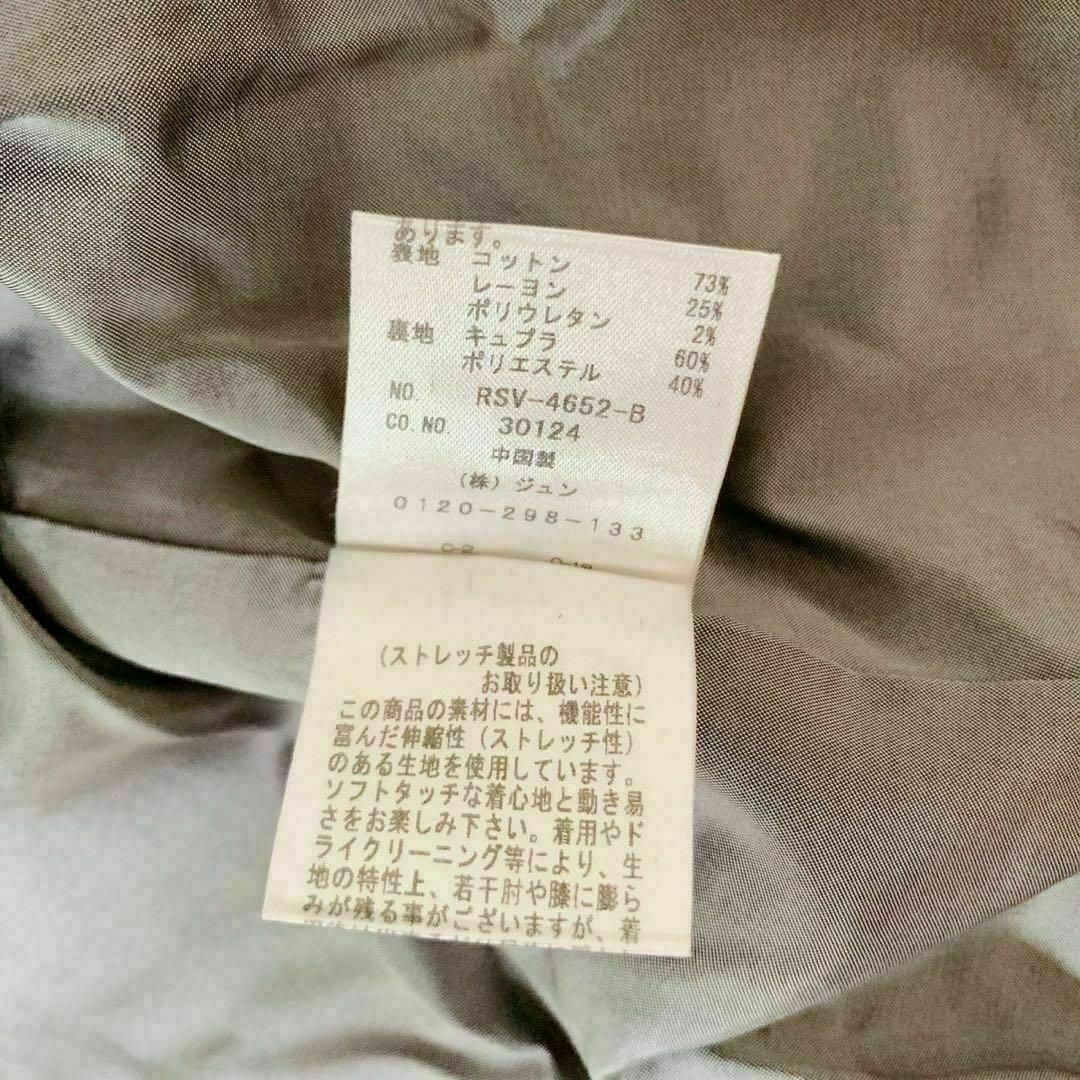 あります。
表地 コットン 73%
レーヨン 25%
ポリウレタン 2%
裏地 キュプラ 60%
ポリエステル 40%
NO. RSV-4652-B
CO.NO. 30124
中国製
(株)ジュン
0120-298-133
(ストレッチ製品の
お取り扱い注意)
この商品の素材には、機能性に
富んだ伸縮性(ストレッチ性)
のある生地を使用しています。
ソフトタッチな着心地と動き易
さをお楽しみ下さい。着用やド
ライクリーニング等により、生
地の特性上、若干肘や膝に膨ら
みが残る事がございますが、着